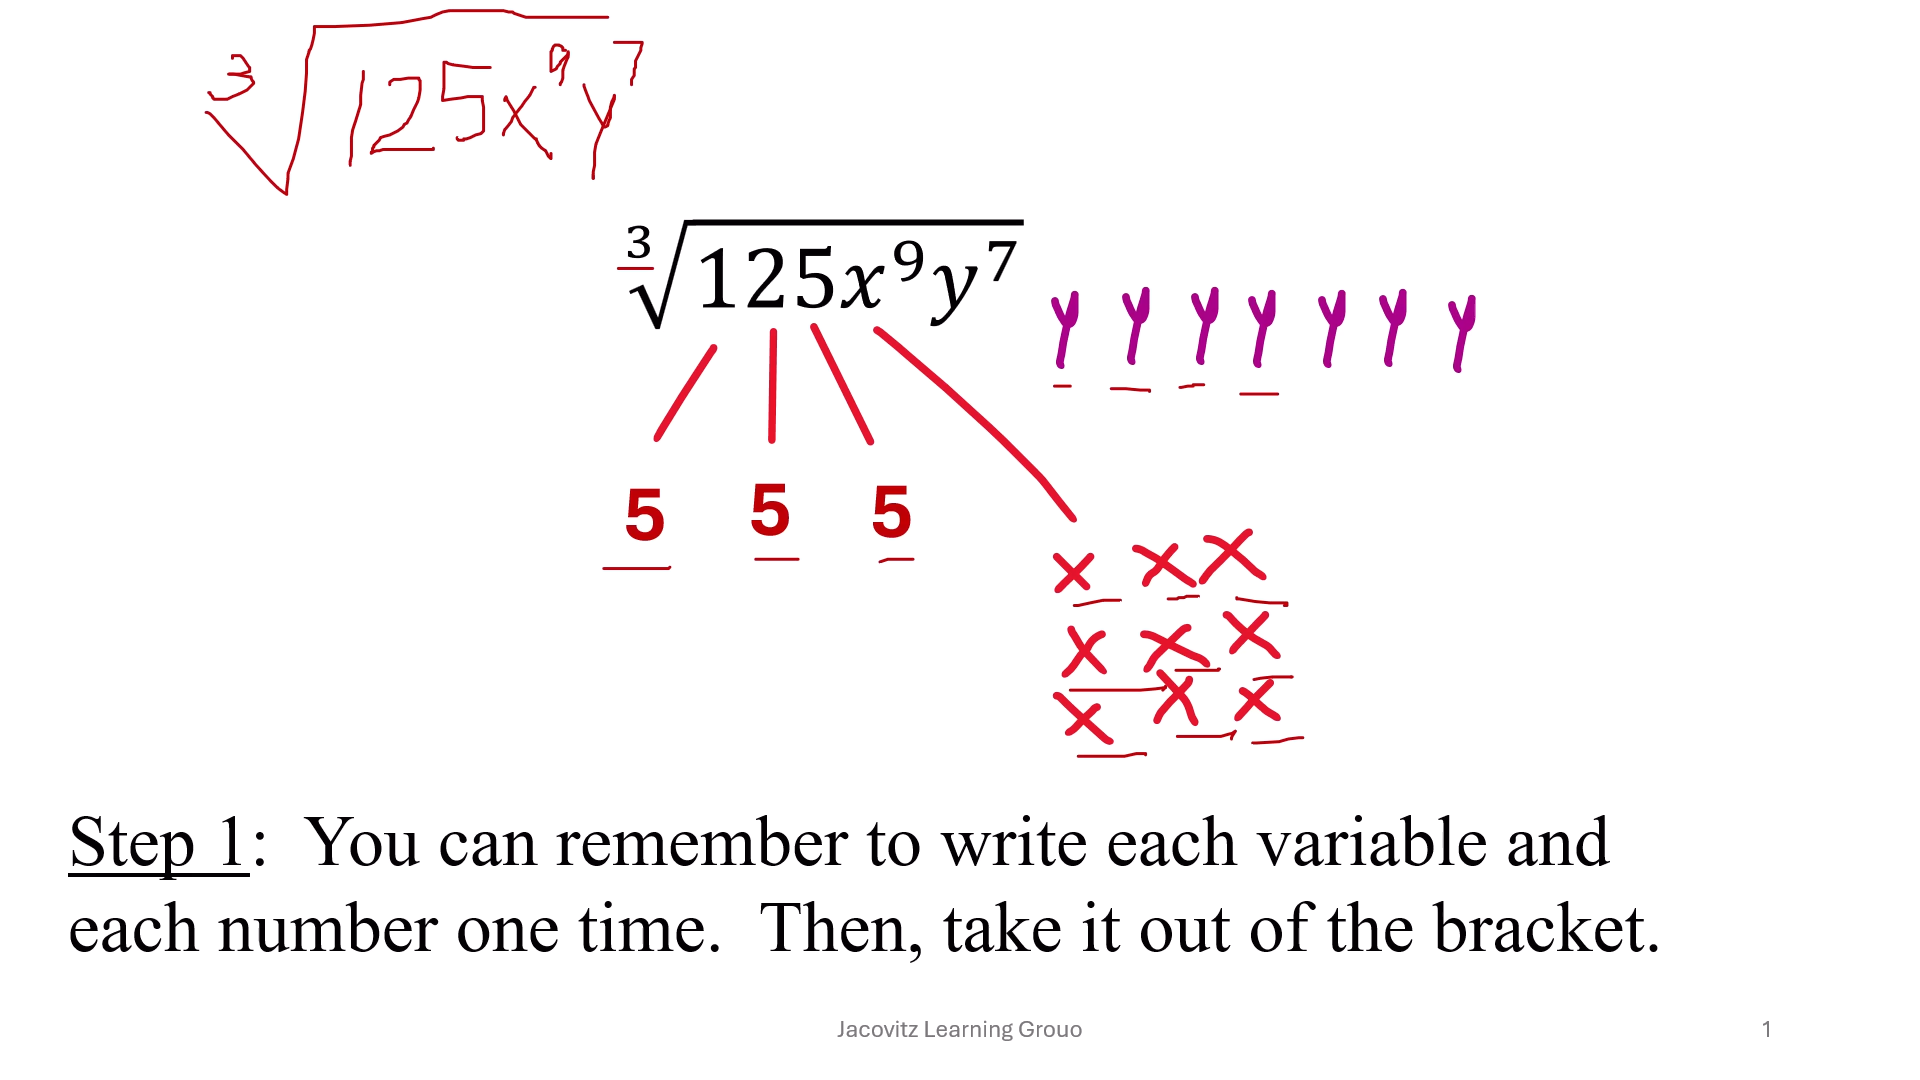 ∛125x⁹y⁷
∛125x⁹y⁷
y y y y y y y
5 5 5
x x x
x x x
x x x
Step 1: You can remember to write each variable and
each number one time. Then, take it out of the bracket.
Jacovitz Learning Grouo
1